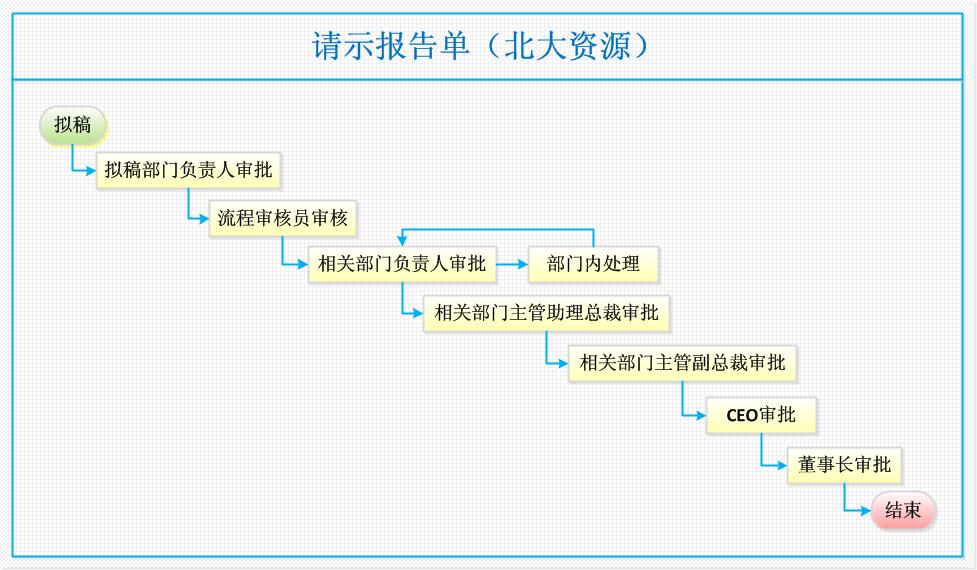 请示报告单（北大资源）
拟稿
拟稿部门负责人审批
流程审核员审核
相关部门负责人审批
部门内处理
相关部门主管助理总裁审批
相关部门主管副总裁审批
CEO审批
董事长审批
结束